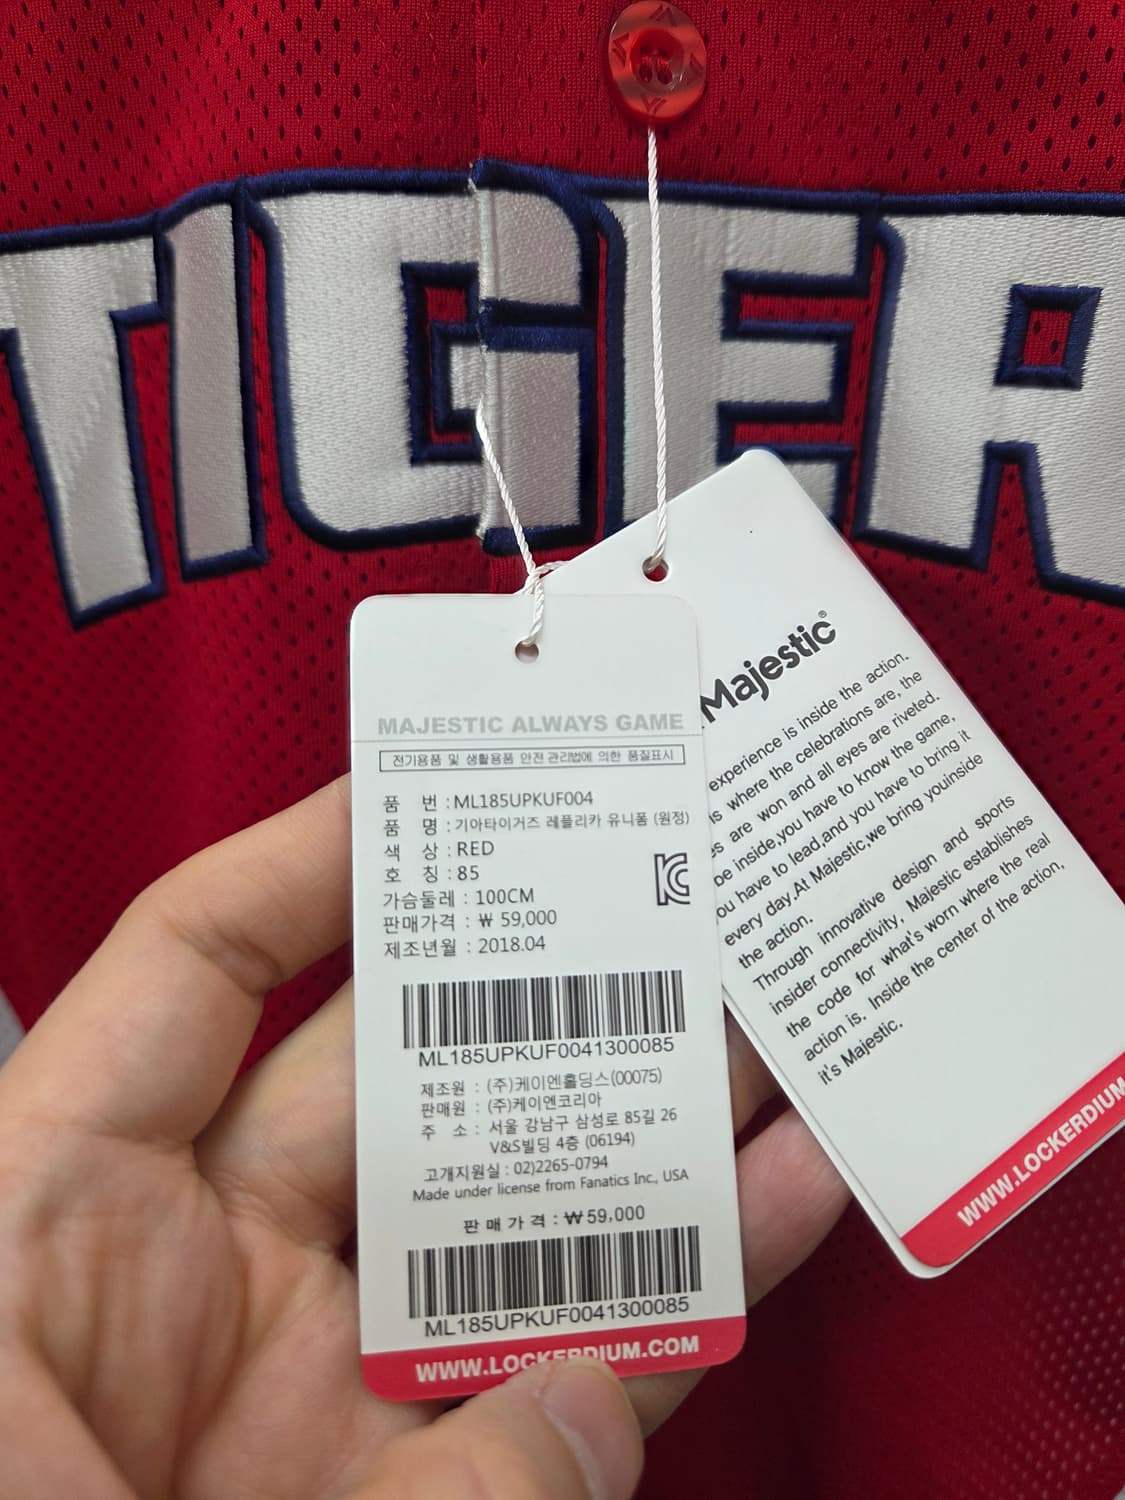 TIGER
MAJESTIC ALWAYS GAME
전기용품 및 생활용품 안전관리법에 의한 품질표시
품 번 : ML185UPKUF004
품 명 : 기아타이거즈 레플리카 유니폼 (원정)
색 상 : RED
호 칭 : 85
가슴둘레 : 100CM
판매가격 : ₩ 59,000
제조년월 : 2018.04
ML185UPKUF0041300085
제조원 : (주)케이엔홀딩스(00075)
판매원 : (주)케이엔코리아
주 소 : 서울 강남구 삼성로 85길 26
V&S빌딩 4층 (06194)
고객지원실 : 02)2265-0794
Made under license from Fanatics Inc., USA
판매가격 : ₩59,000
ML185UPKUF0041300085
WWW.LOCKERDIUM.COM
Majestic®
experience is inside the action.
is where the celebrations are, the
are won and all eyes are riveted.
be inside,you have to know the game,
you have to lead,and you have to bring it
every day.At Majestic,we bring youinside
the action.
Through innovative design and sports
insider connectivity, Majestic establishes
the code for what's worn where the real
action is. Inside the center of the action,
it's Majestic.
WWW.LOCKERDIUM